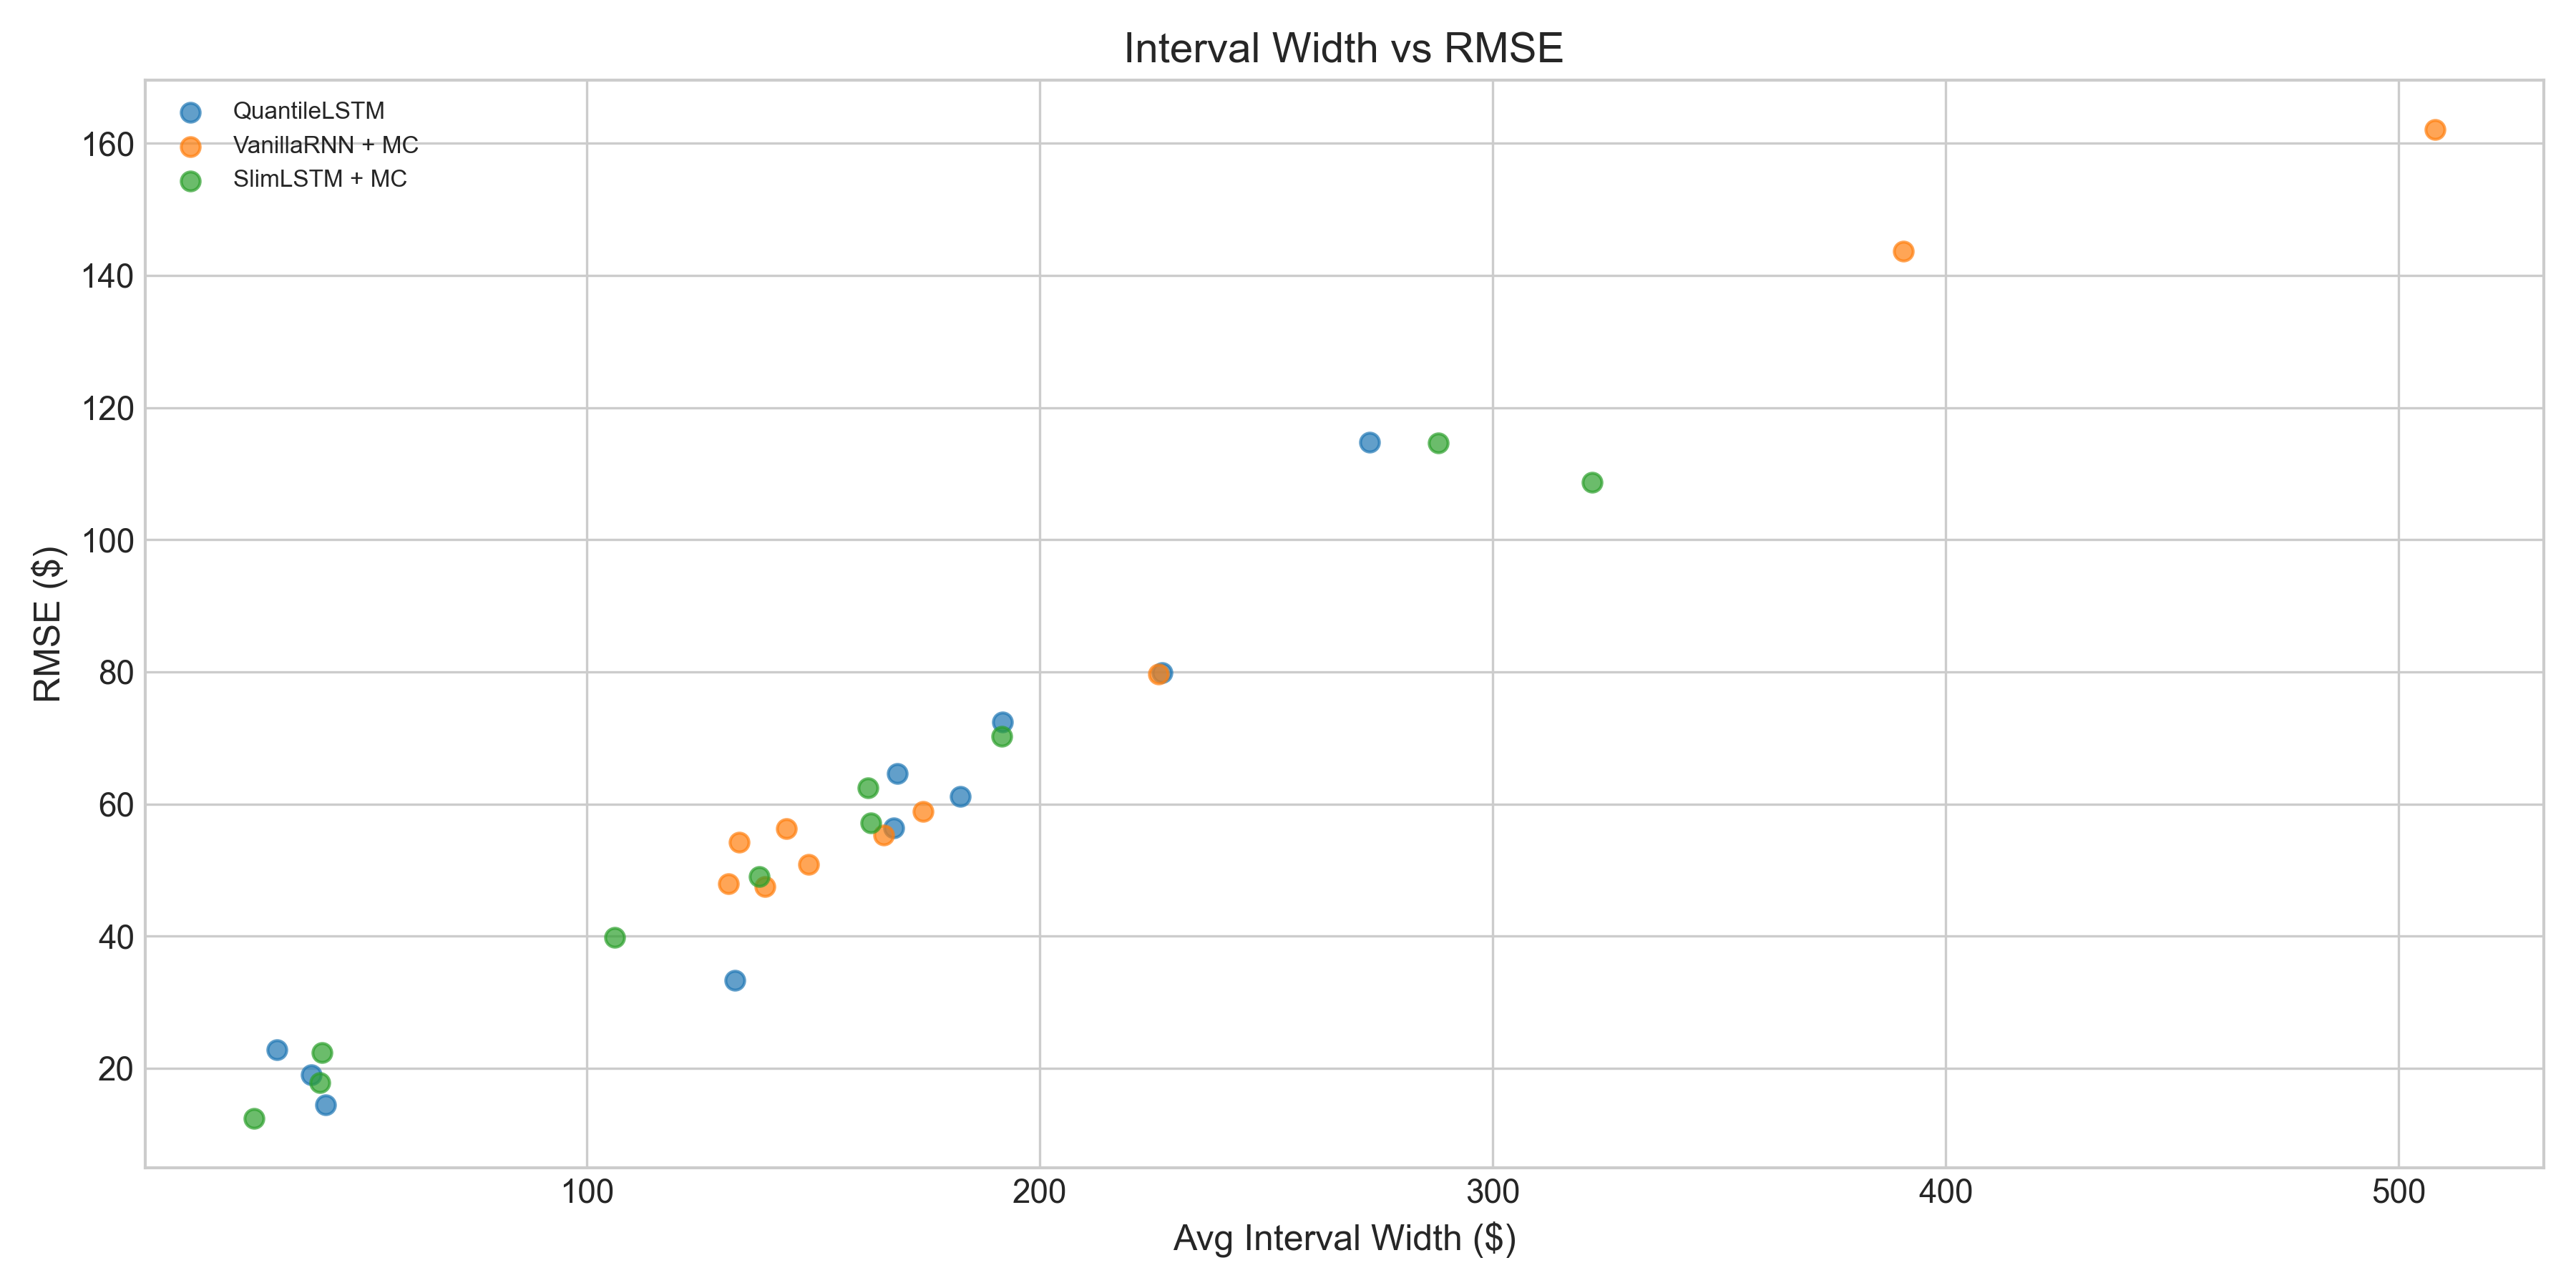 Interval Width vs RMSE
QuantileLSTM
VanillaRNN + MC
SlimLSTM + MC
160
140
120
100
80
60
40
20
RMSE ($)
100 200 300 400 500
Avg Interval Width ($)